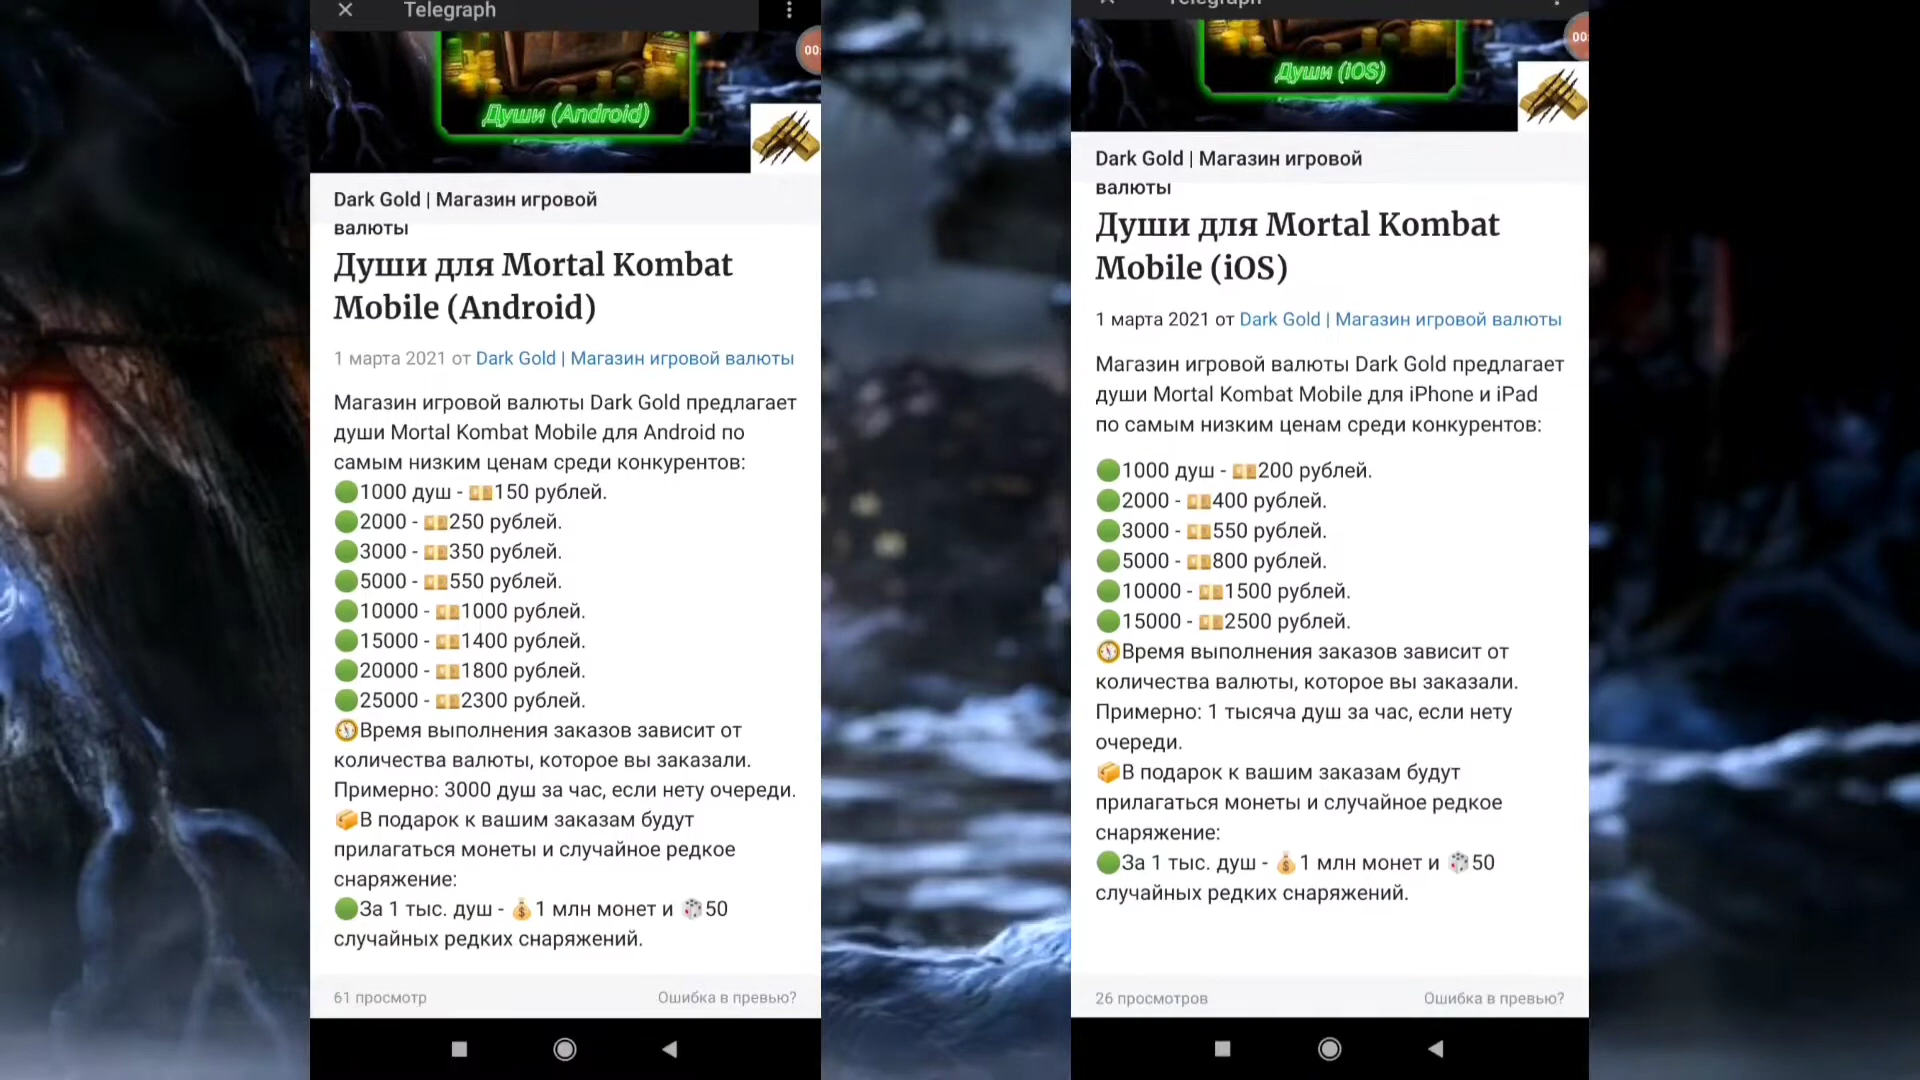 Telegraph
00:
Души (Android)
Dark Gold | Магазин игровой
валюты
Души для Mortal Kombat
Mobile (Android)
1 марта 2021 от Dark Gold | Магазин игровой валюты
Магазин игровой валюты Dark Gold предлагает
души Mortal Kombat Mobile для Android по
самым низким ценам среди конкурентов:
🟢1000 душ - 💴150 рублей.
🟢2000 - 💴250 рублей.
🟢3000 - 💴350 рублей.
🟢5000 - 💴550 рублей.
🟢10000 - 💴1000 рублей.
🟢15000 - 💴1400 рублей.
🟢20000 - 💴1800 рублей.
🟢25000 - 💴2300 рублей.
🧭Время выполнения заказов зависит от
количества валюты, которое вы заказали.
Примерно: 3000 душ за час, если нету очереди.
📦В подарок к вашим заказам будут
прилагаться монеты и случайное редкое
снаряжение:
🟢За 1 тыс. душ - 💰1 млн монет и 🎲50
случайных редких снаряжений.
61 просмотр
Ошибка в превью?
Telegraph
00:
Души (iOS)
Dark Gold | Магазин игровой
валюты
Души для Mortal Kombat
Mobile (iOS)
1 марта 2021 от Dark Gold | Магазин игровой валюты
Магазин игровой валюты Dark Gold предлагает
души Mortal Kombat Mobile для iPhone и iPad
по самым низким ценам среди конкурентов:
🟢1000 душ - 💴200 рублей.
🟢2000 - 💴400 рублей.
🟢3000 - 💴550 рублей.
🟢5000 - 💴800 рублей.
🟢10000 - 💴1500 рублей.
🟢15000 - 💴2500 рублей.
🧭Время выполнения заказов зависит от
количества валюты, которое вы заказали.
Примерно: 1 тысяча душ за час, если нету
очереди.
📦В подарок к вашим заказам будут
прилагаться монеты и случайное редкое
снаряжение:
🟢За 1 тыс. душ - 💰1 млн монет и 🎲50
случайных редких снаряжений.
26 просмотров
Ошибка в превью?